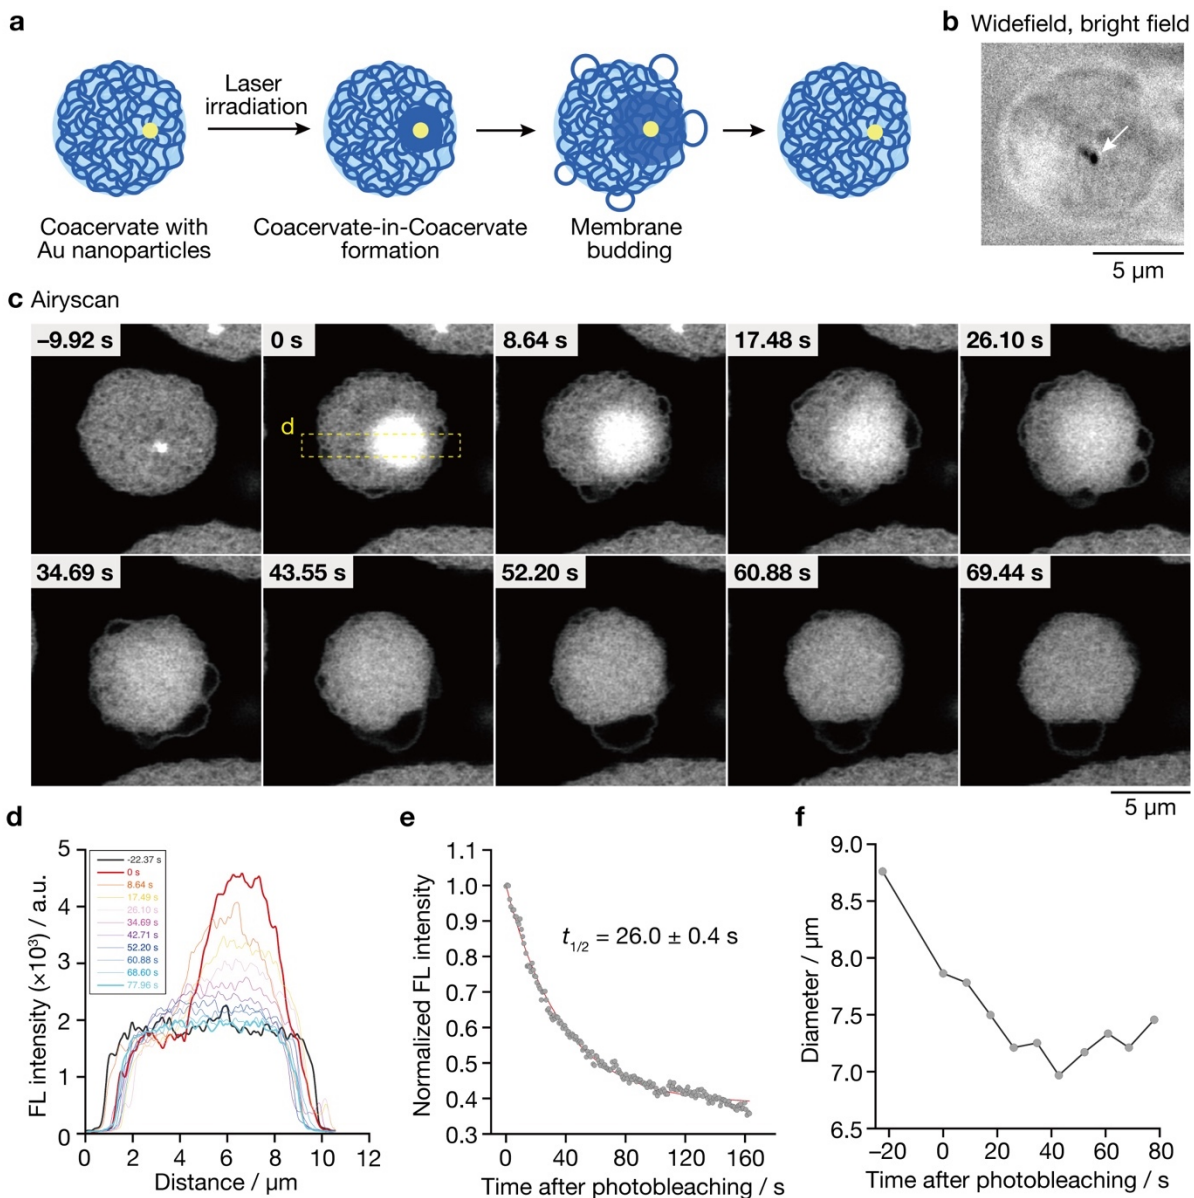 a
Laser
irradiation
Coacervate with
Au nanoparticles
Coacervate-in-Coacervate
formation
Membrane
budding
b Widefield, bright field
5 µm
c Airyscan
−9.92 s
0 s
8.64 s
17.48 s
26.10 s
d
34.69 s
43.55 s
52.20 s
60.88 s
69.44 s
5 µm
d
FL intensity (×10³) / a.u.
5
4
3
2
1
0
-22.37 s
0 s
8.64 s
17.49 s
26.10 s
34.69 s
42.71 s
52.20 s
60.88 s
68.60 s
77.96 s
0 2 4 6 8 10 12
Distance / µm
e
Normalized FL intensity
1.1
1.0
0.9
0.8
0.7
0.6
0.5
0.4
0.3
t1/2 = 26.0 ± 0.4 s
0 40 80 120 160
Time after photobleaching / s
f
Diameter / µm
9.0
8.5
8.0
7.5
7.0
6.5
−20 0 20 40 60 80
Time after photobleaching / s